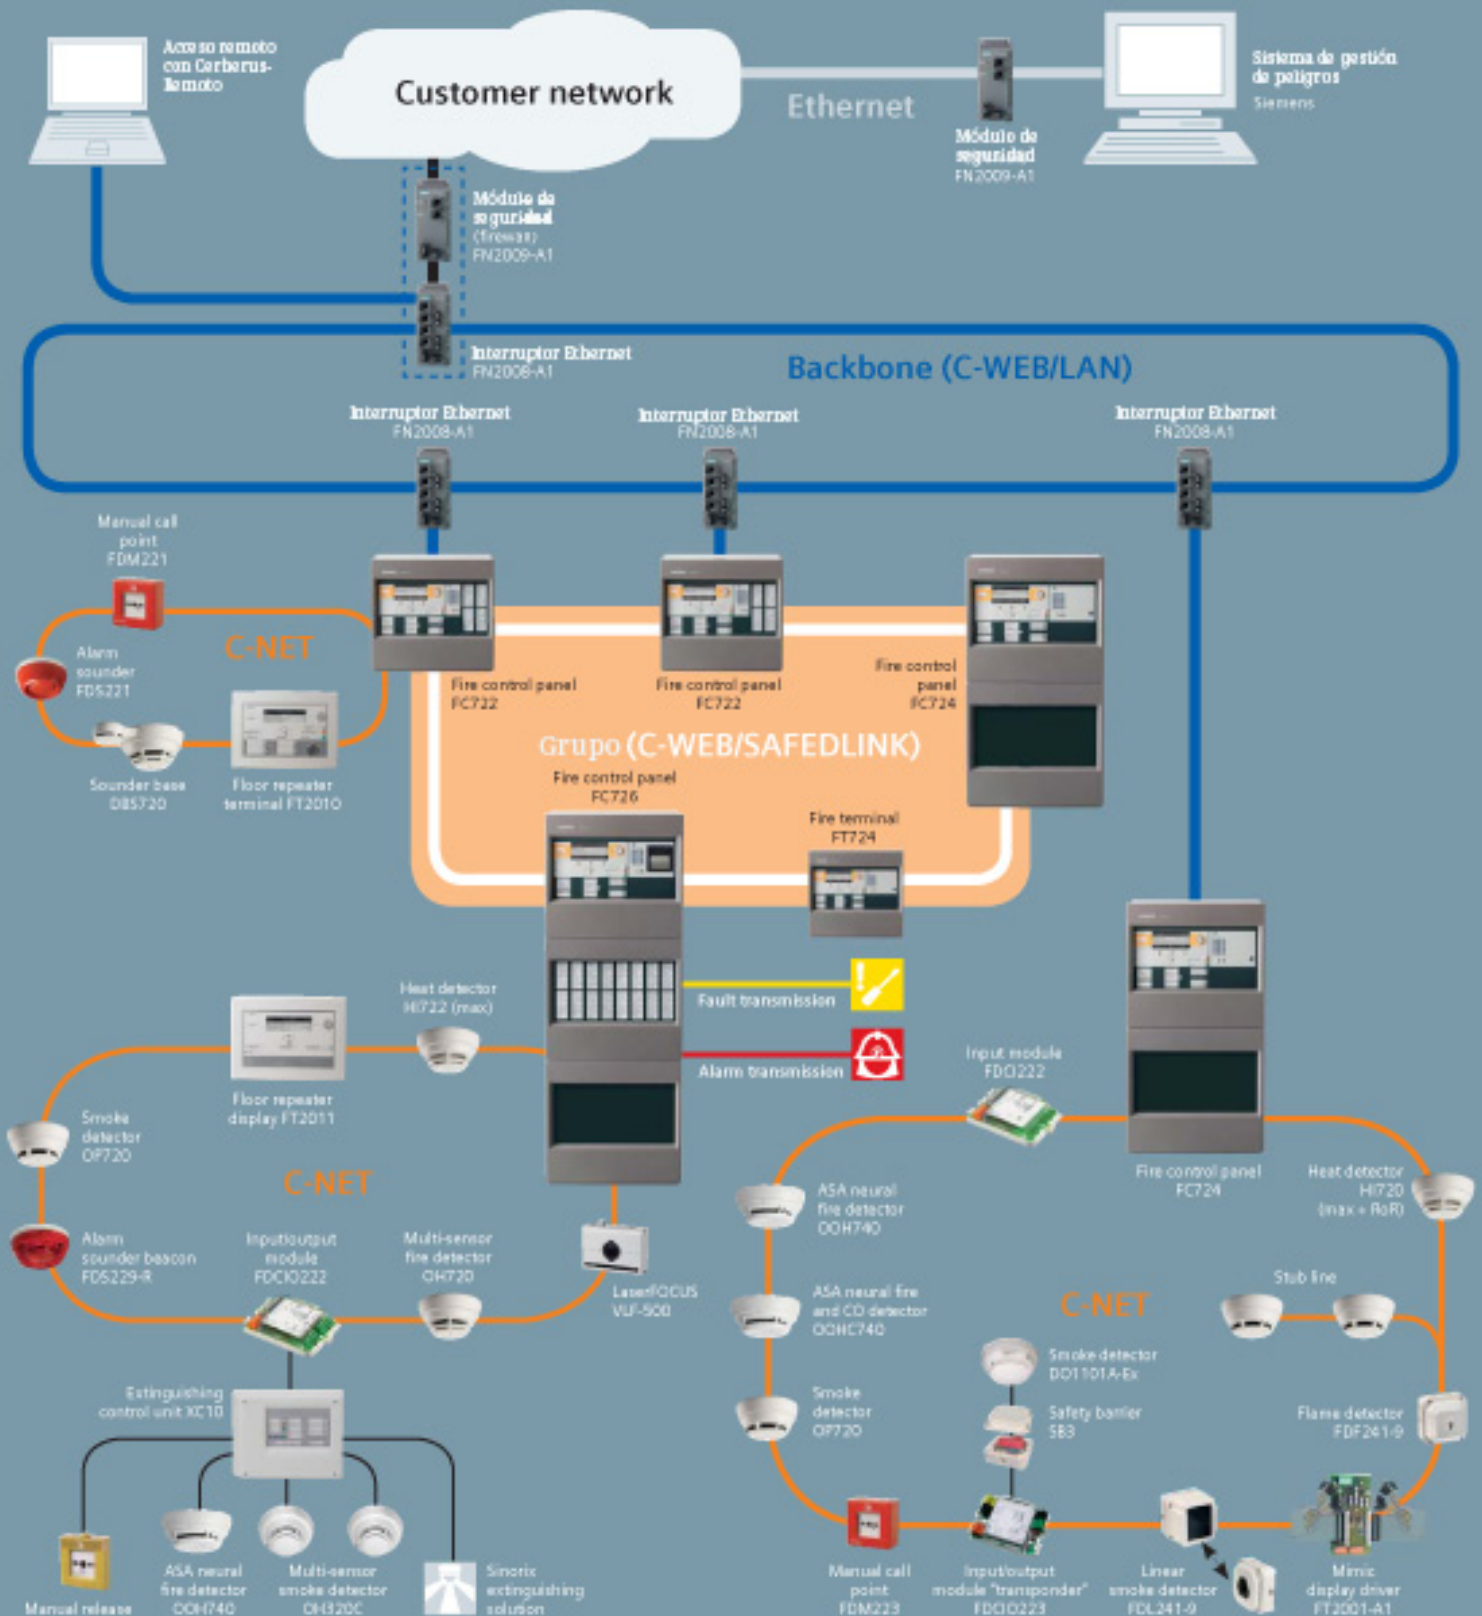 Acceso remoto
con Cerberus-
Remoto
Customer network
Ethernet
Módulo de
seguridad
FN2009-A1
Sistema de gestión
de peligros
Siemens
Módulo de
seguridad
(firewall)
FN2009-A1
Interruptor Ethernet
FN2008-A1
Backbone (C-WEB/LAN)
Interruptor Ethernet
FN2008-A1
Interruptor Ethernet
FN2008-A1
Interruptor Ethernet
FN2008-A1
Manual call
point
FDM221
C-NET
Alarm
sounder
FDS221
Sounder base
DBS720
Floor repeater
terminal FT2010
Fire control panel
FC722
Fire control panel
FC722
Fire control
panel
FC724
Grupo (C-WEB/SAFEDLINK)
Fire control panel
FC726
Fire terminal
FT724
Fault transmission
Alarm transmission
Heat detector
HI722 (max)
Floor repeater
display FT2011
Smoke
detector
OP720
C-NET
Alarm
sounder beacon
FDS229-R
Input/output
module
FDCIO222
Multi-sensor
fire detector
OH720
LaserFOCUS
VLF-500
Extinguishing
control unit XC10
Manual release
ASA neural
fire detector
OOH740
Multi-sensor
smoke detector
OH320C
Sinorix
extinguishing
solution
Input module
FDCI222
Fire control panel
FC724
Heat detector
HI720
(max + RoR)
ASA neural
fire detector
OOH740
ASA neural fire
and CO detector
OOHC740
Smoke
detector
OP720
C-NET
Stub line
Smoke detector
DO1101A-Ex
Safety barrier
SB3
Flame detector
FDF241-9
Manual call
point
FDM223
Input/output
module "transponder"
FDCIO223
Linear
smoke detector
FDL241-9
Mimic
display driver
FT2001-A1